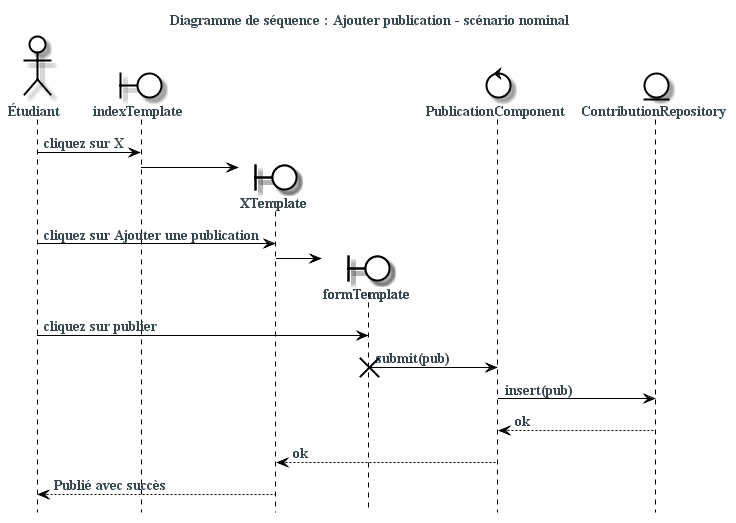 Diagramme de séquence : Ajouter publication - scénario nominal
Étudiant
indexTemplate
PublicationComponent
ContributionRepository
cliquez sur X
XTemplate
cliquez sur Ajouter une publication
formTemplate
cliquez sur publier
submit(pub)
insert(pub)
ok
ok
Publié avec succès